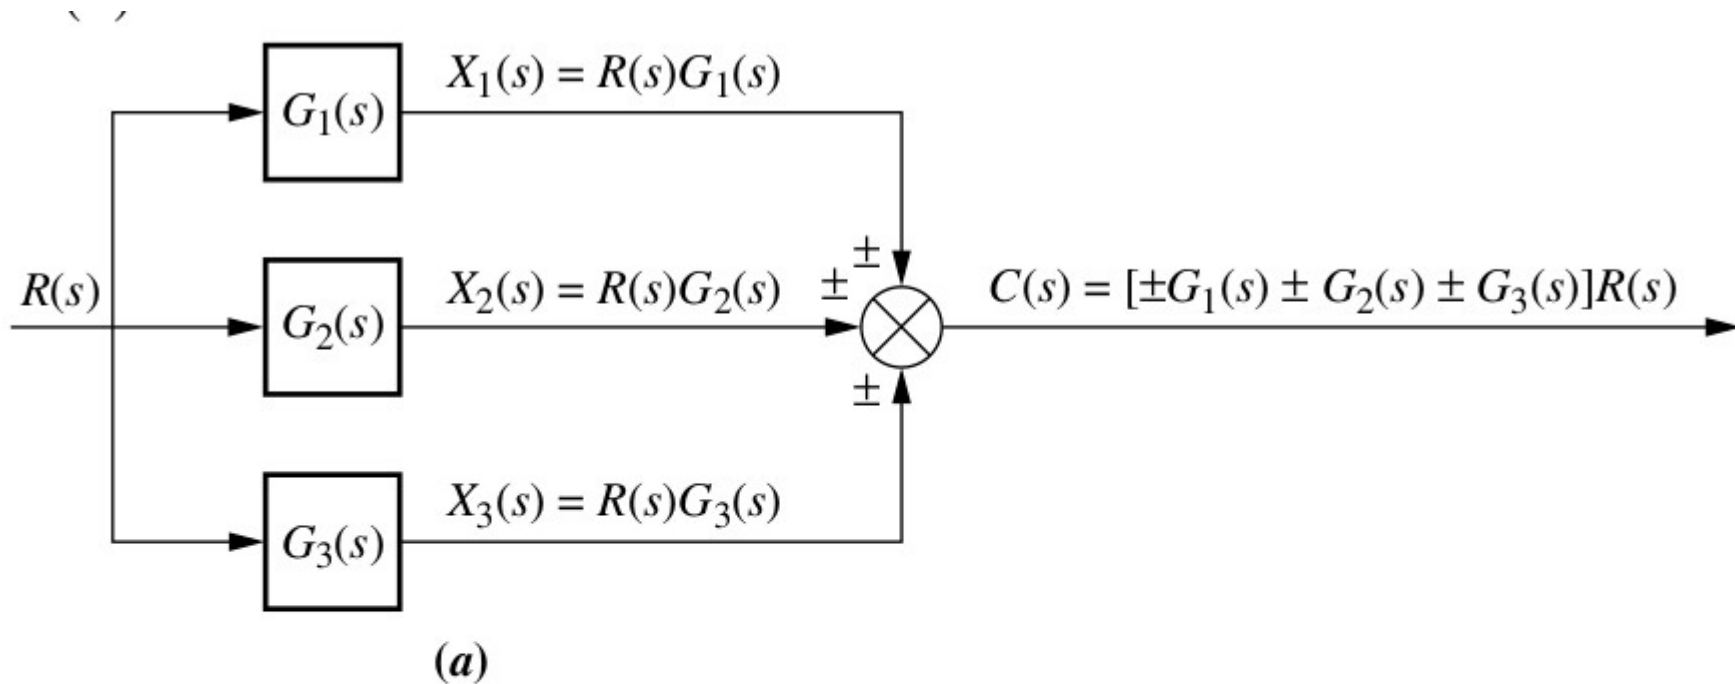 X₁(s) = R(s)G₁(s)
G₁(s)
±
R(s)
X₂(s) = R(s)G₂(s)
±
C(s) = [±G₁(s) ± G₂(s) ± G₃(s)]R(s)
G₂(s)
±
X₃(s) = R(s)G₃(s)
G₃(s)
(a)